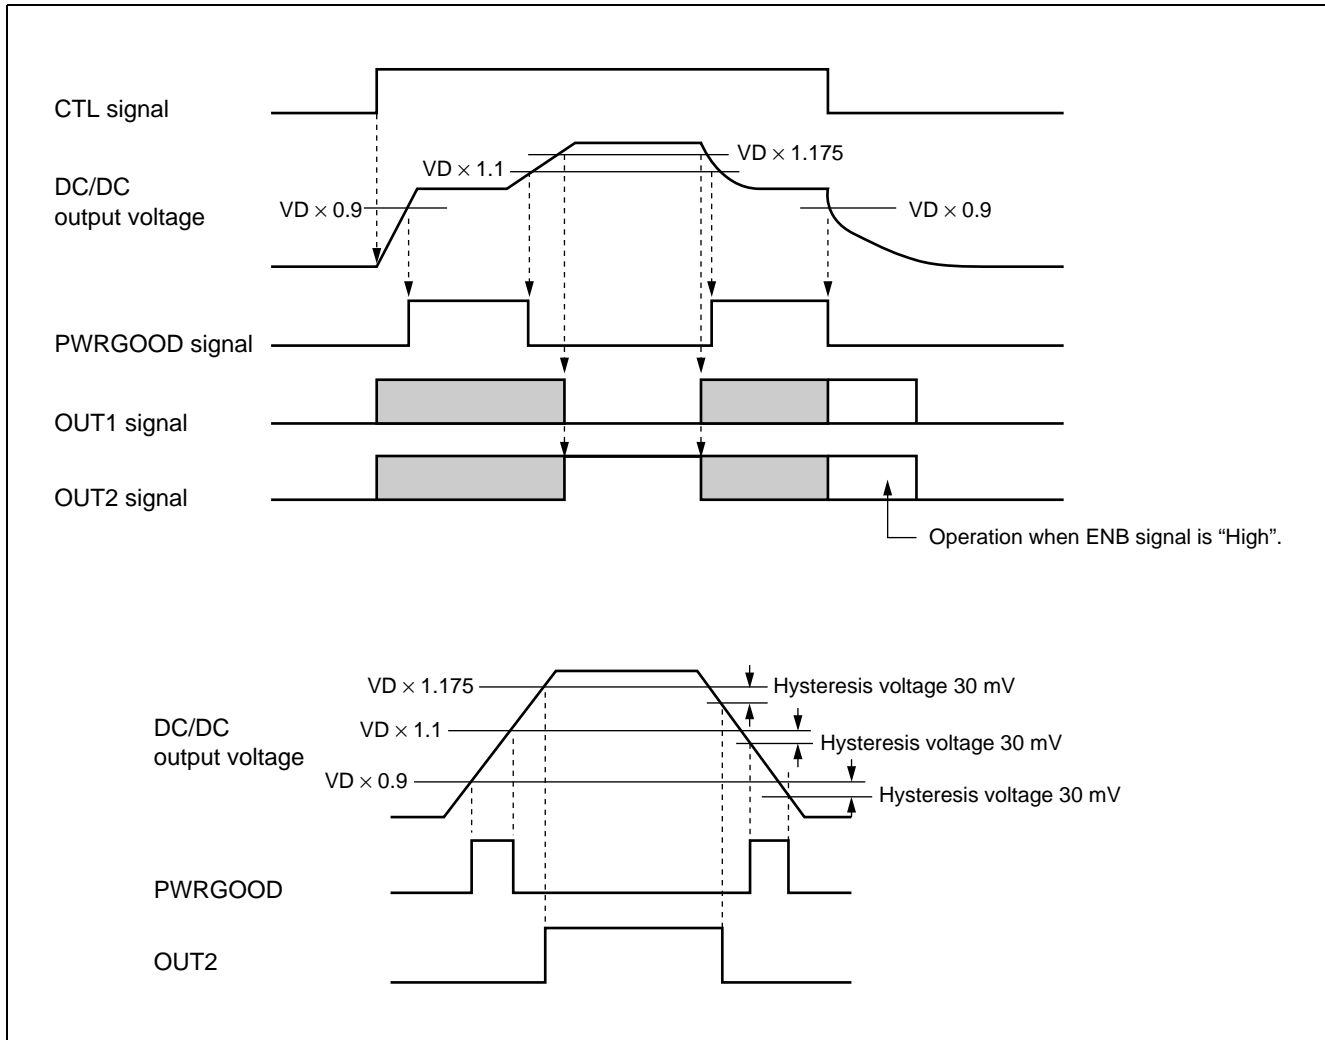 CTL signal
VD × 1.175
VD × 1.1
DC/DC
output voltage
VD × 0.9
VD × 0.9
PWRGOOD signal
OUT1 signal
OUT2 signal
Operation when ENB signal is “High”.
VD × 1.175
Hysteresis voltage 30 mV
DC/DC
output voltage
VD × 1.1
Hysteresis voltage 30 mV
VD × 0.9
Hysteresis voltage 30 mV
PWRGOOD
OUT2